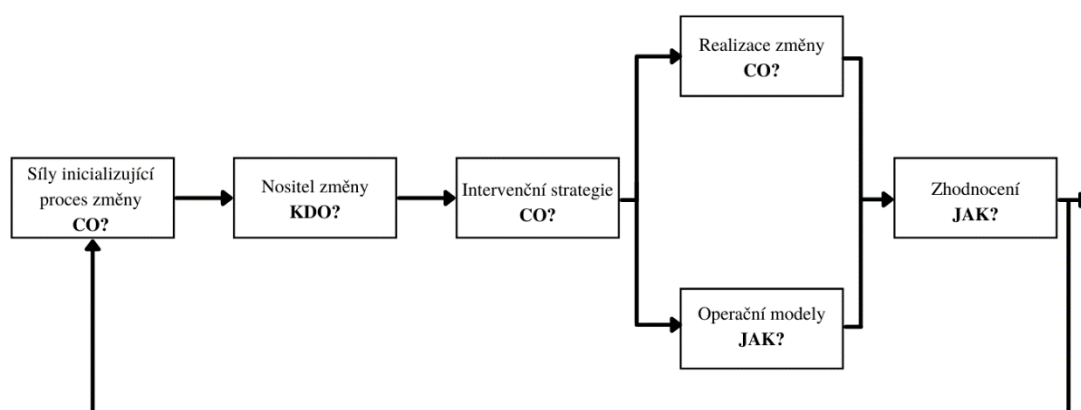 Síly inicializující
proces změny
CO?
Nositel změny
KDO?
Intervenční strategie
CO?
Realizace změny
CO?
Operační modely
JAK?
Zhodnocení
JAK?